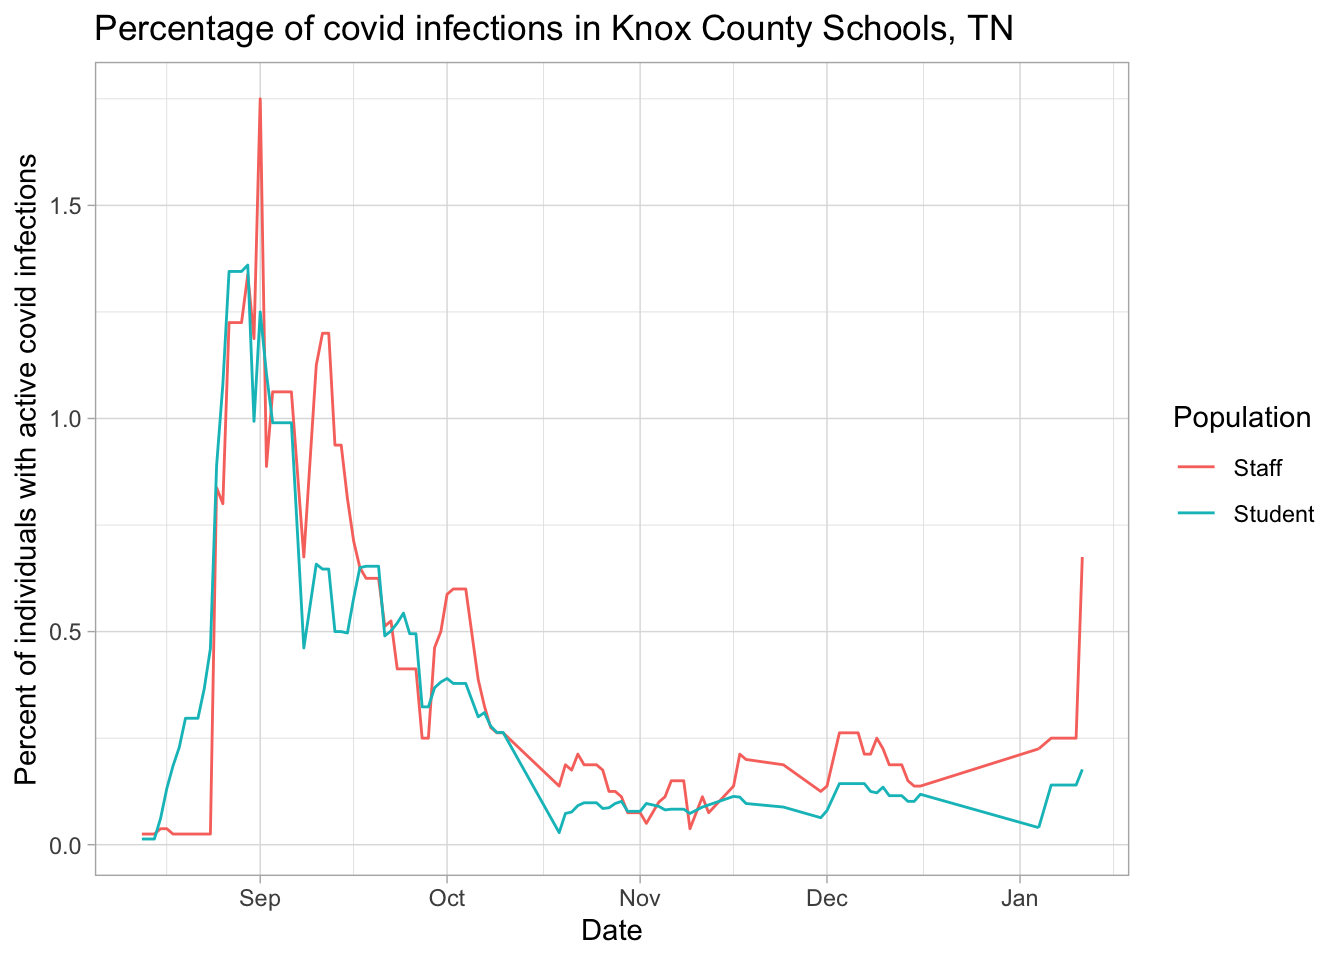 Percentage of covid infections in Knox County Schools, TN
Percent of individuals with active covid infections
1.5
1.0
0.5
0.0
Sep Oct Nov Dec Jan
Date
Population
Staff
Student